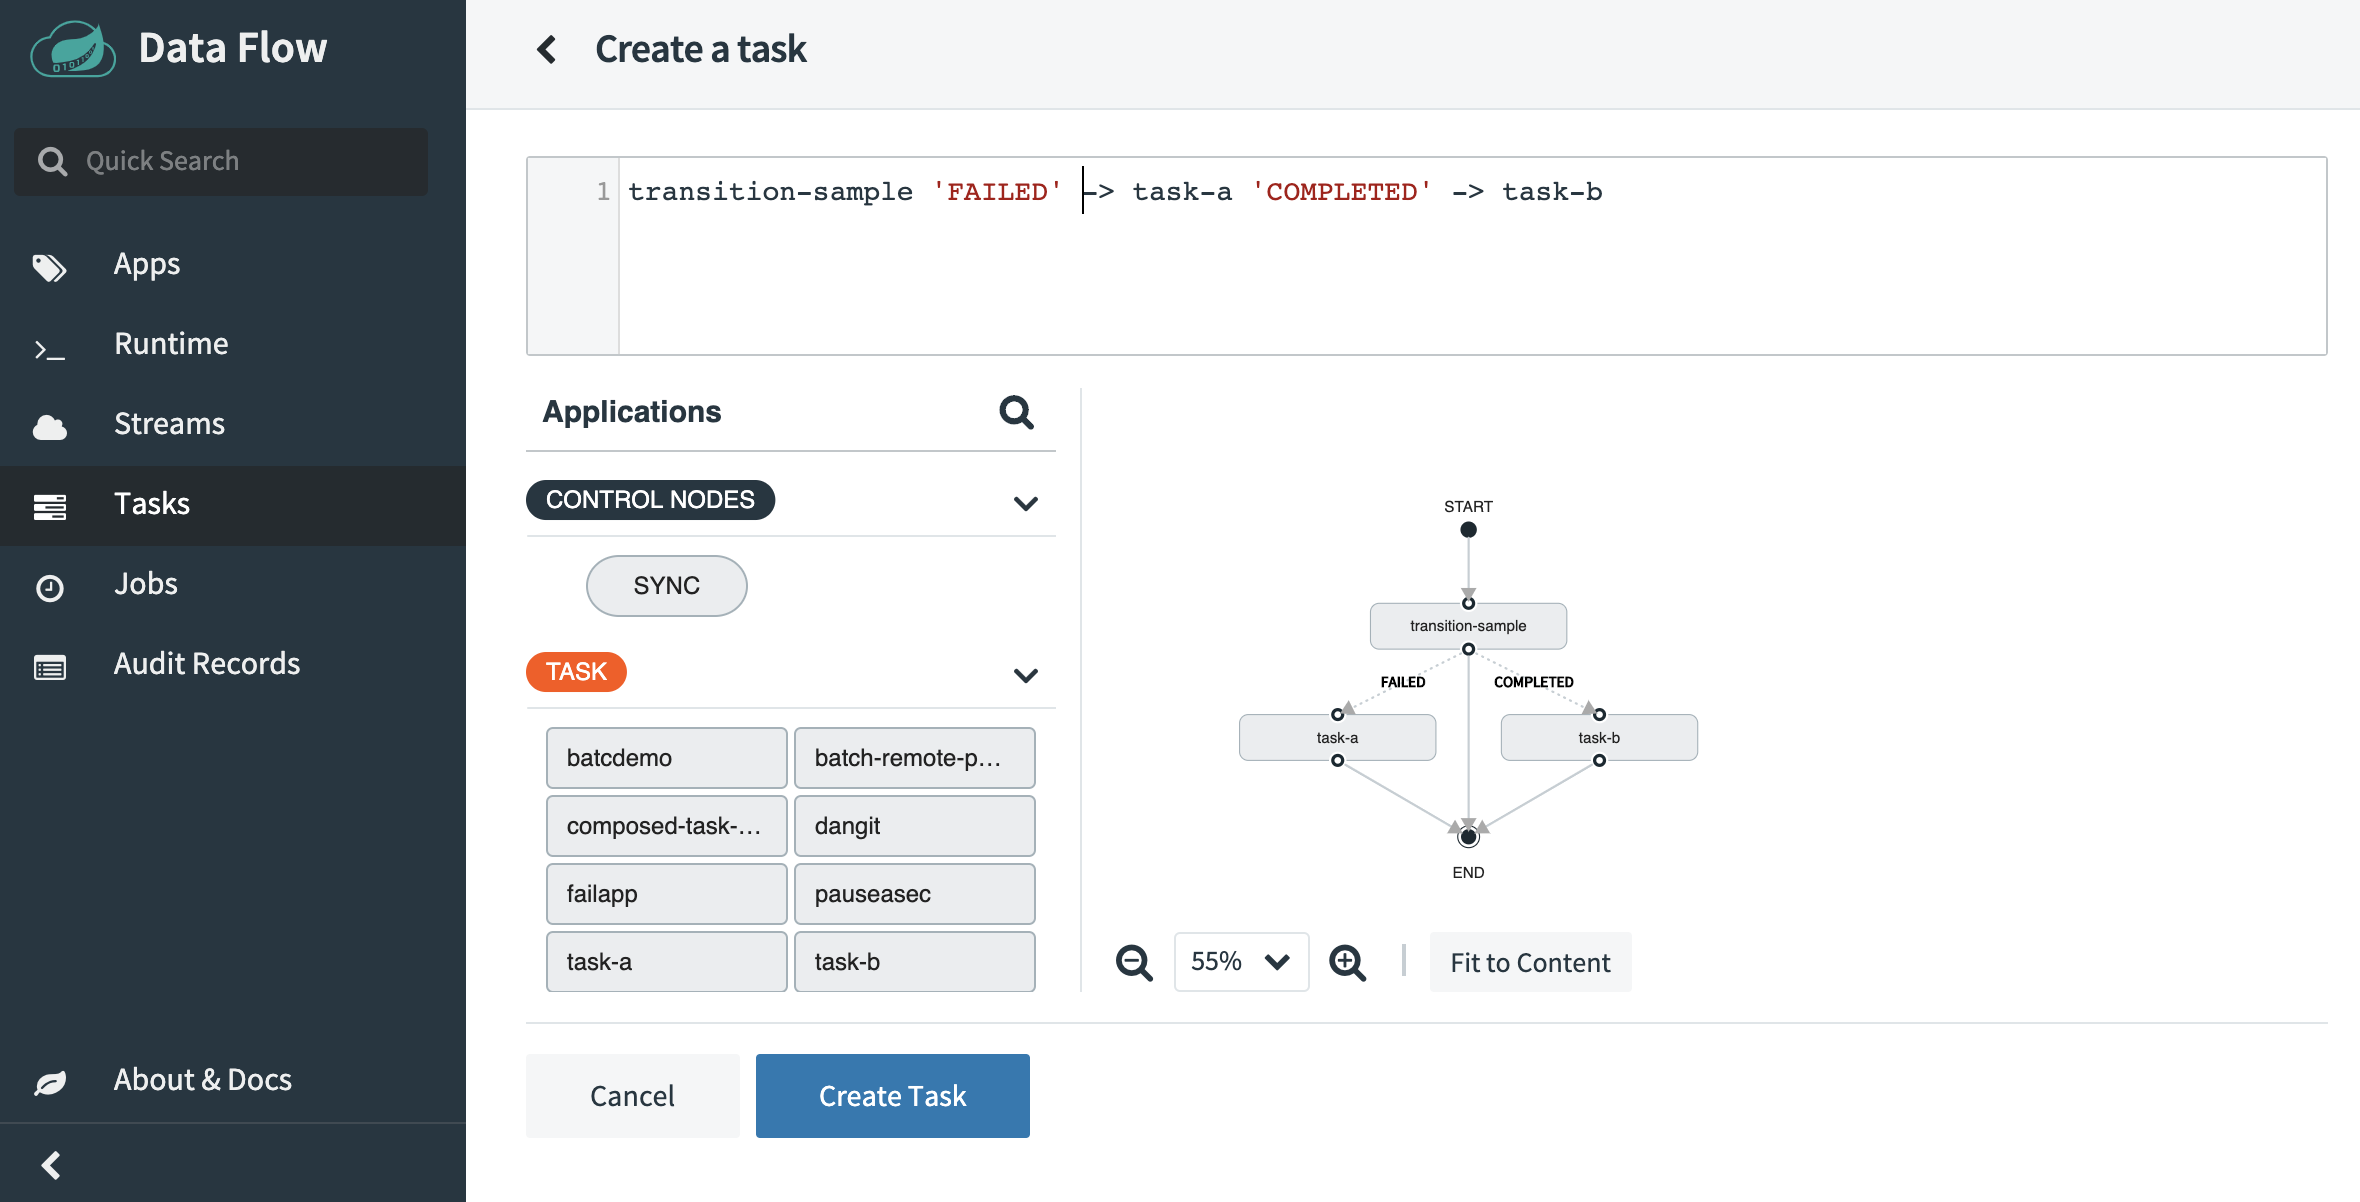 Data Flow
Quick Search
Apps
Runtime
Streams
Tasks
Jobs
Audit Records
About & Docs
Create a task
1 transition-sample 'FAILED' -> task-a 'COMPLETED' -> task-b
Applications
CONTROL NODES
SYNC
TASK
batcdemo batch-remote-p...
composed-task-... dangit
failapp pauseasec
task-a task-b
START
transition-sample
FAILED COMPLETED
task-a task-b
END
55% Fit to Content
Cancel Create Task